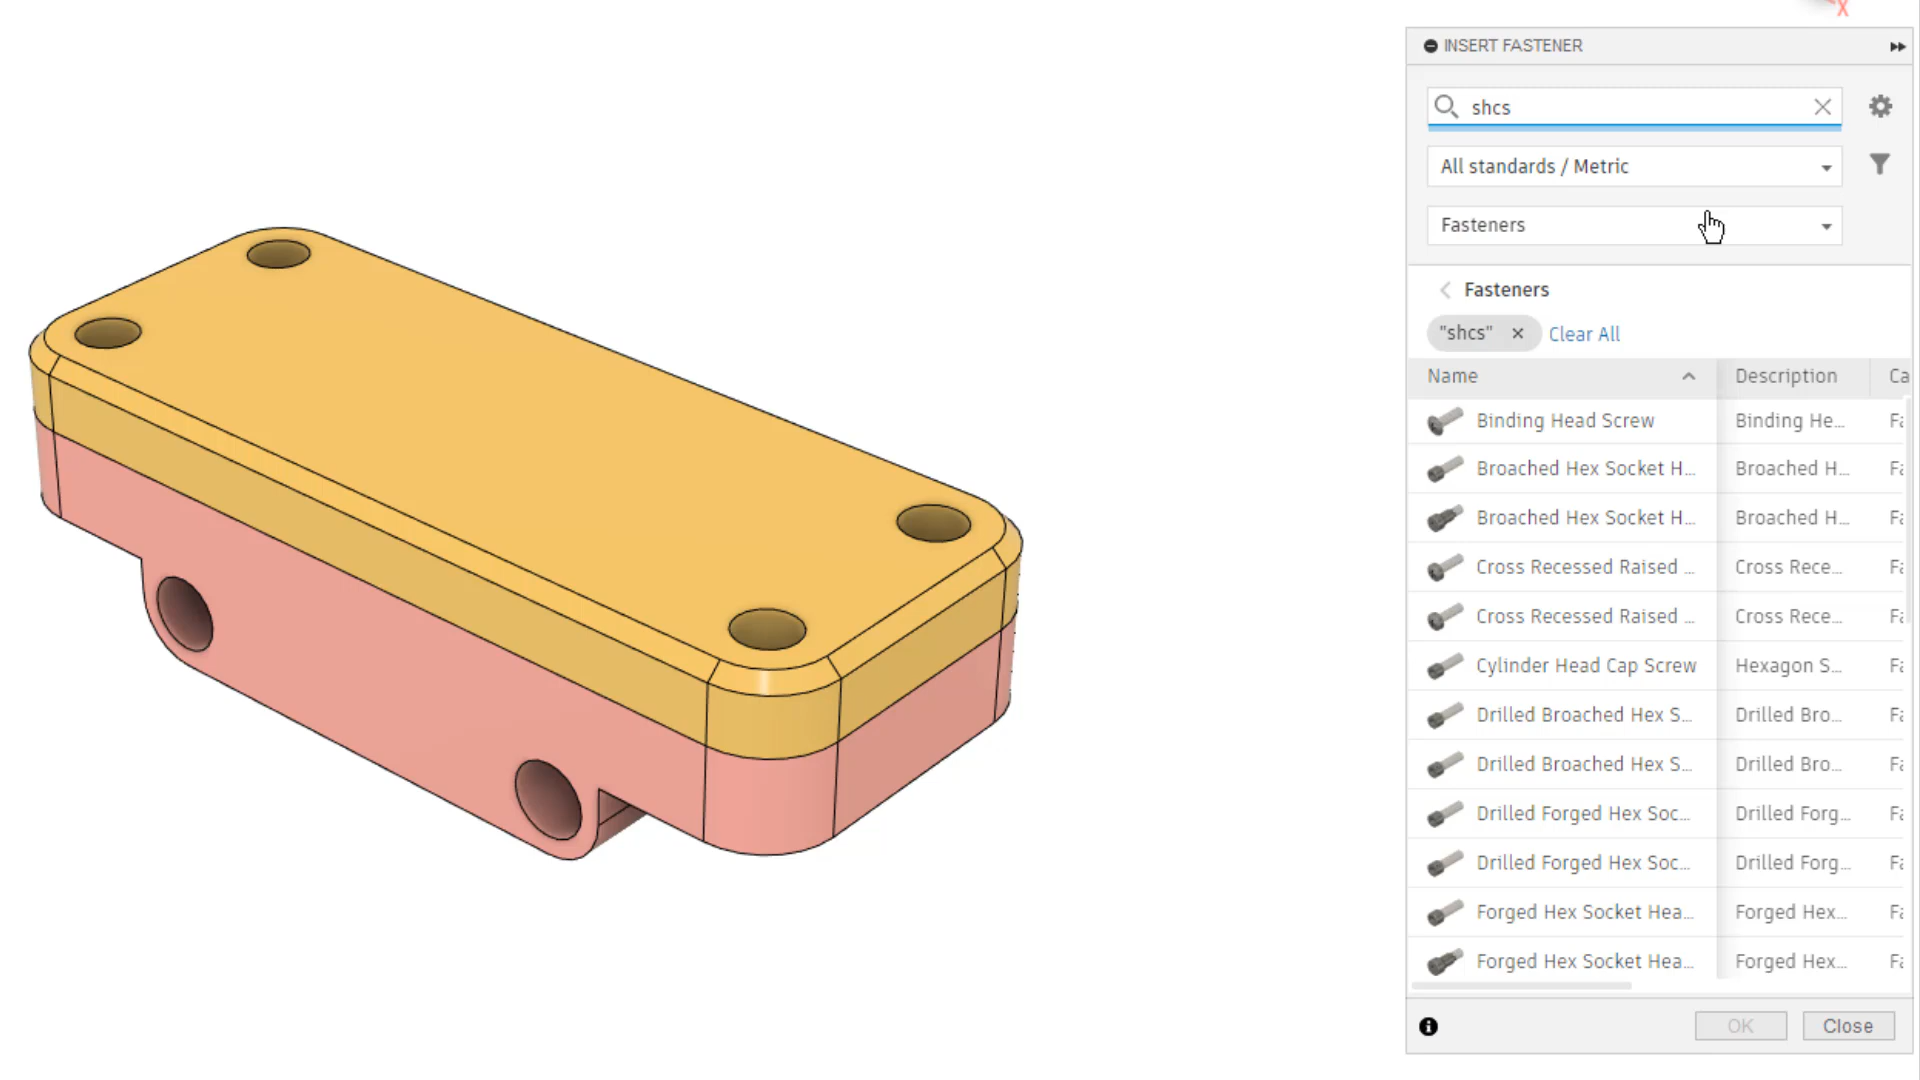 X
INSERT FASTENER
shcs
All standards / Metric
Fasteners
Fasteners
"shcs" Clear All
Name Description Ca
Binding Head Screw Binding He...
Broached Hex Socket H... Broached H...
Broached Hex Socket H... Broached H...
Cross Recessed Raised ... Cross Rece...
Cross Recessed Raised ... Cross Rece...
Cylinder Head Cap Screw Hexagon S...
Drilled Broached Hex S... Drilled Bro...
Drilled Broached Hex S... Drilled Bro...
Drilled Forged Hex Soc... Drilled Forg...
Drilled Forged Hex Soc... Drilled Forg...
Forged Hex Socket Hea... Forged Hex...
Forged Hex Socket Hea... Forged Hex...
OK Close